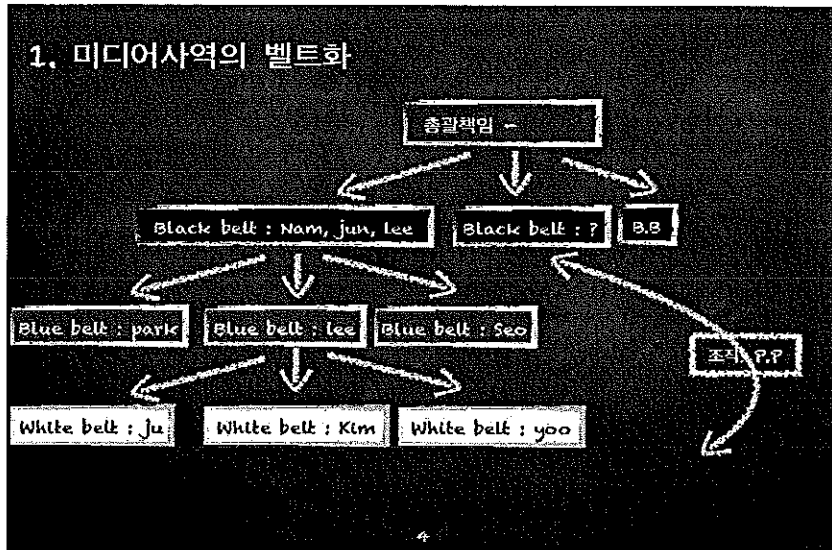 1. 미디어사역의 벨트화
총괄책임 -
Black belt : Nam, jun, lee
Black belt : ?
B.B
Blue belt : park
Blue belt : lee
Blue belt : Seo
조직 P.P
White belt : ju
White belt : Kim
White belt : yoo
4